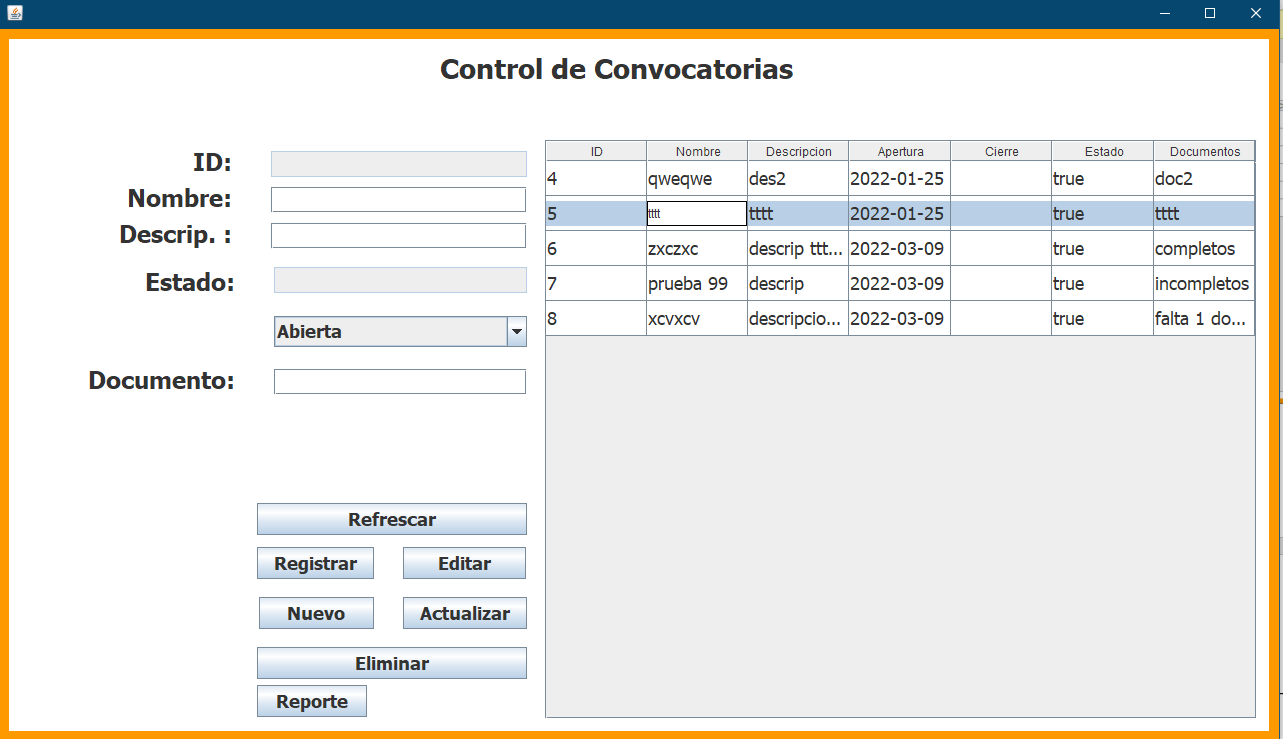 Control de Convocatorias
ID:
Nombre:
Descrip. :
Estado:
Abierta
Documento:
Refrescar
Registrar Editar
Nuevo Actualizar
Eliminar
Reporte
ID Nombre Descripcion Apertura Cierre Estado Documentos
4 qweqwe des2 2022-01-25 true doc2
5 tttt tttt 2022-01-25 true tttt
6 zxczxc descrip ttt... 2022-03-09 true completos
7 prueba 99 descrip 2022-03-09 true incompletos
8 xcvxcv descripcio... 2022-03-09 true falta 1 do...